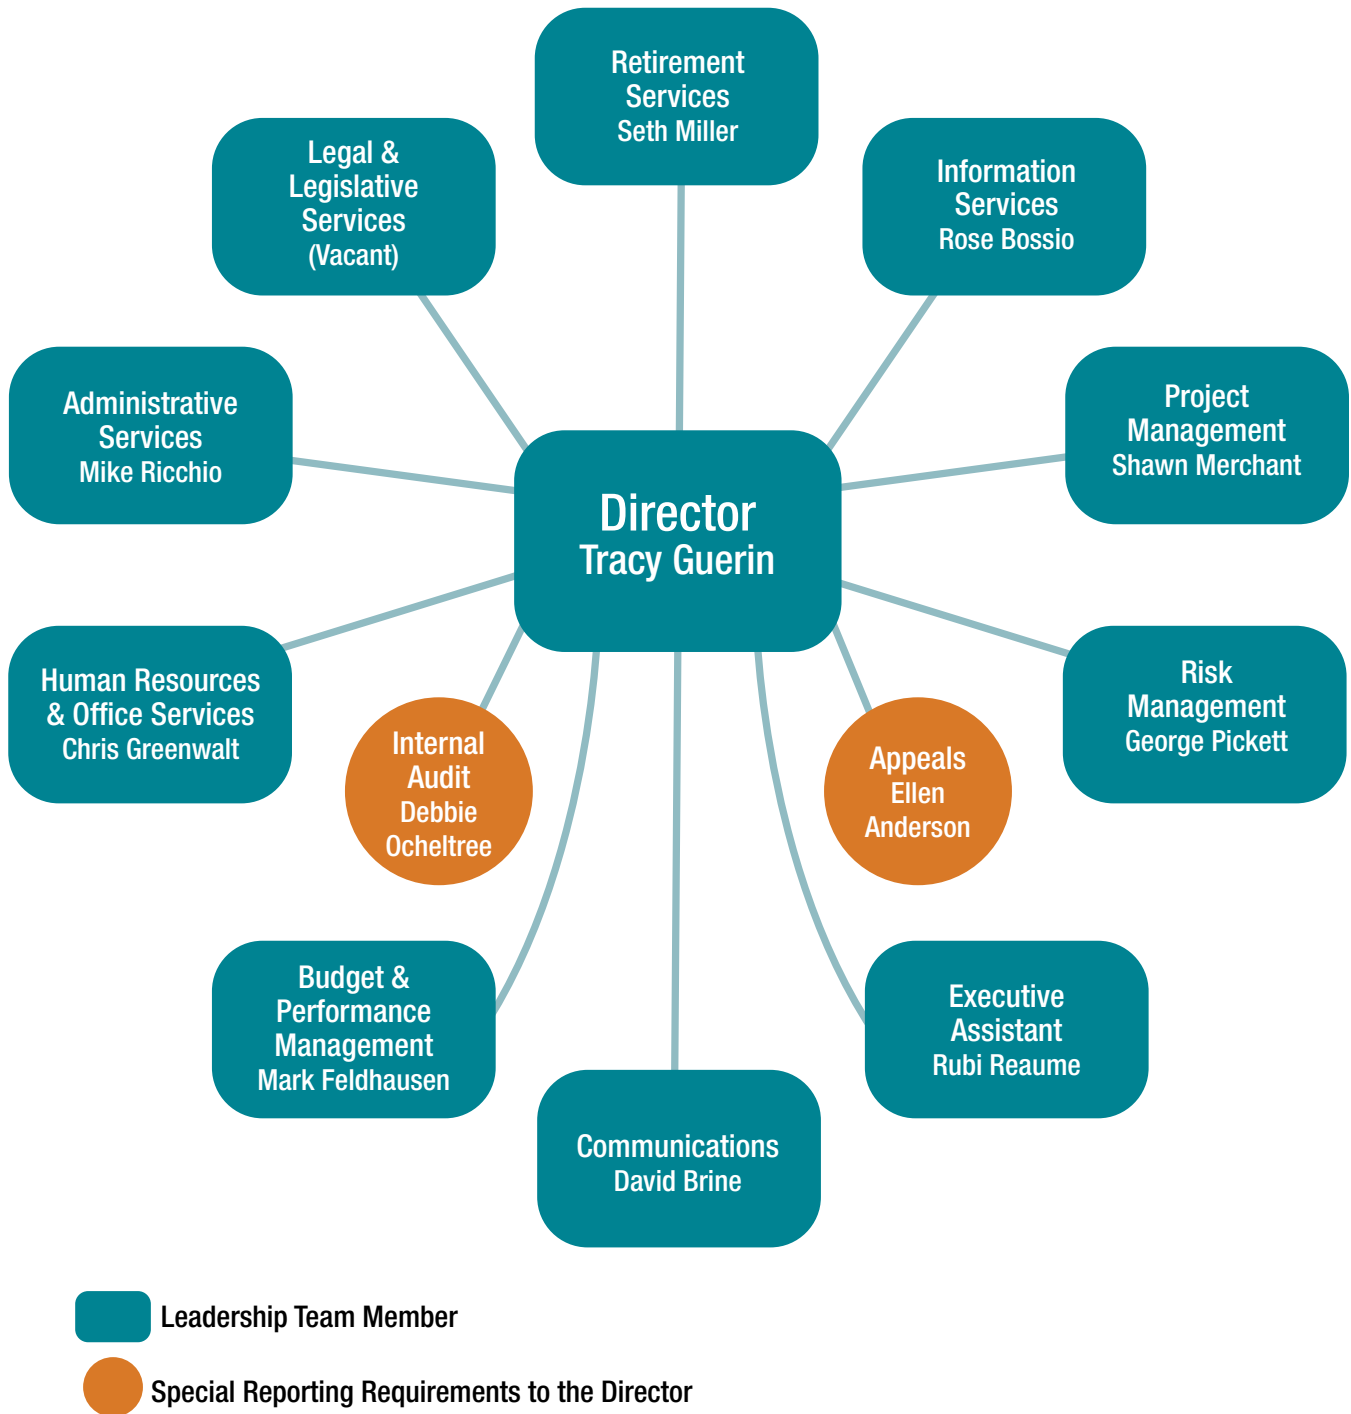 Retirement
Services
Seth Miller
Legal &
Legislative
Services
(Vacant)
Information
Services
Rose Bossio
Administrative
Services
Mike Ricchio
Project
Management
Shawn Merchant
Director
Tracy Guerin
Human Resources
& Office Services
Chris Greenwalt
Risk
Management
George Pickett
Internal
Audit
Debbie
Ocheltree
Appeals
Ellen
Anderson
Budget &
Performance
Management
Mark Feldhausen
Executive
Assistant
Rubi Reaume
Communications
David Brine
Leadership Team Member
Special Reporting Requirements to the Director